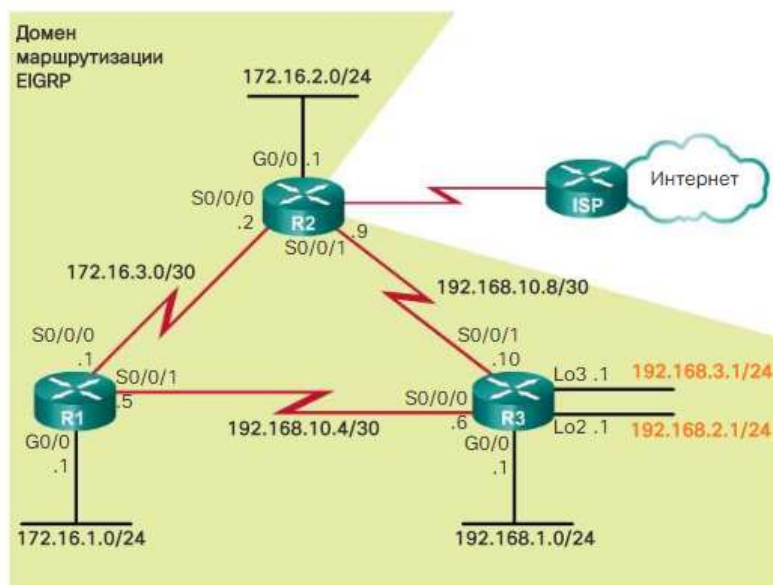 Домен
маршрутизации
EIGRP
172.16.2.0/24
G0/0 .1
S0/0/0
.2
R2
.9
S0/0/1
ISP
Интернет
172.16.3.0/30
192.168.10.8/30
S0/0/0
.1
S0/0/1
.10
S0/0/1
.5
R1
192.168.10.4/30
S0/0/0
.6
R3
Lo3 .1
192.168.3.1/24
Lo2 .1
192.168.2.1/24
G0/0
.1
G0/0
.1
172.16.1.0/24
192.168.1.0/24